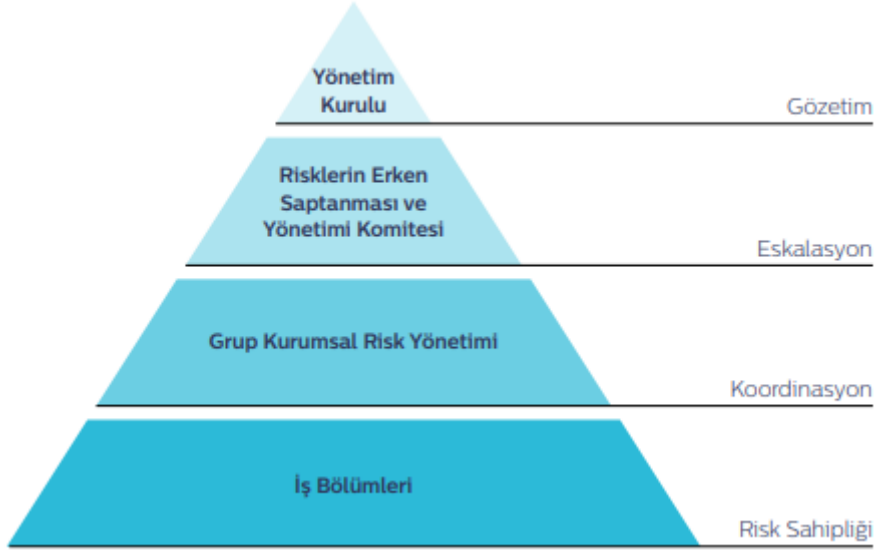 Yönetim
Kurulu
Gözetim
Risklerin Erken
Saptanması ve
Yönetimi Komitesi
Eskalasyon
Grup Kurumsal Risk Yönetimi
Koordinasyon
İş Bölümleri
Risk Sahipliği